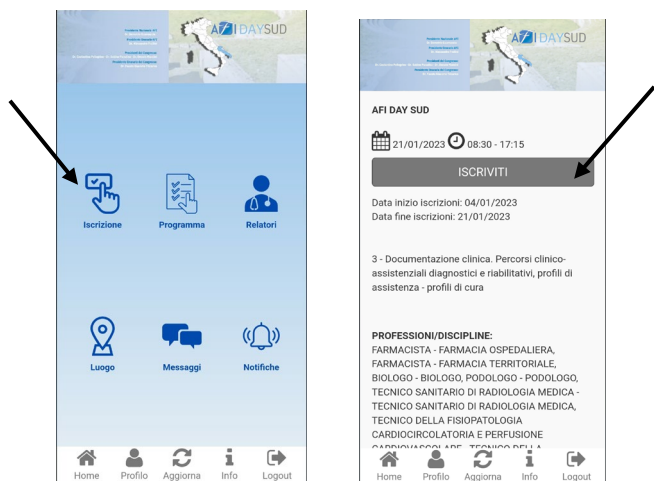 AFI DAYSUD
Iscrizione
Programma
Relatori
Luogo
Messaggi
Notifiche
Home
Profilo
Aggiorna
Info
Logout
AFI DAYSUD
AFI DAY SUD
21/01/2023 08:30 - 17:15
ISCRIVITI
Data inizio iscrizioni: 04/01/2023
Data fine iscrizioni: 21/01/2023
3 - Documentazione clinica. Percorsi clinico-
assistenziali diagnostici e riabilitativi, profili di
assistenza - profili di cura
PROFESSIONI/DISCIPLINE:
FARMACISTA - FARMACIA OSPEDALIERA,
FARMACISTA - FARMACIA TERRITORIALE,
BIOLOGO - BIOLOGO, PODOLOGO - PODOLOGO,
TECNICO SANITARIO DI RADIOLOGIA MEDICA -
TECNICO SANITARIO DI RADIOLOGIA MEDICA,
TECNICO DELLA FISIOPATOLOGIA
CARDIOCIRCOLATORIA E PERFUSIONE
CARDIOVASCOLARE - TECNICO DELLA
Home
Profilo
Aggiorna
Info
Logout